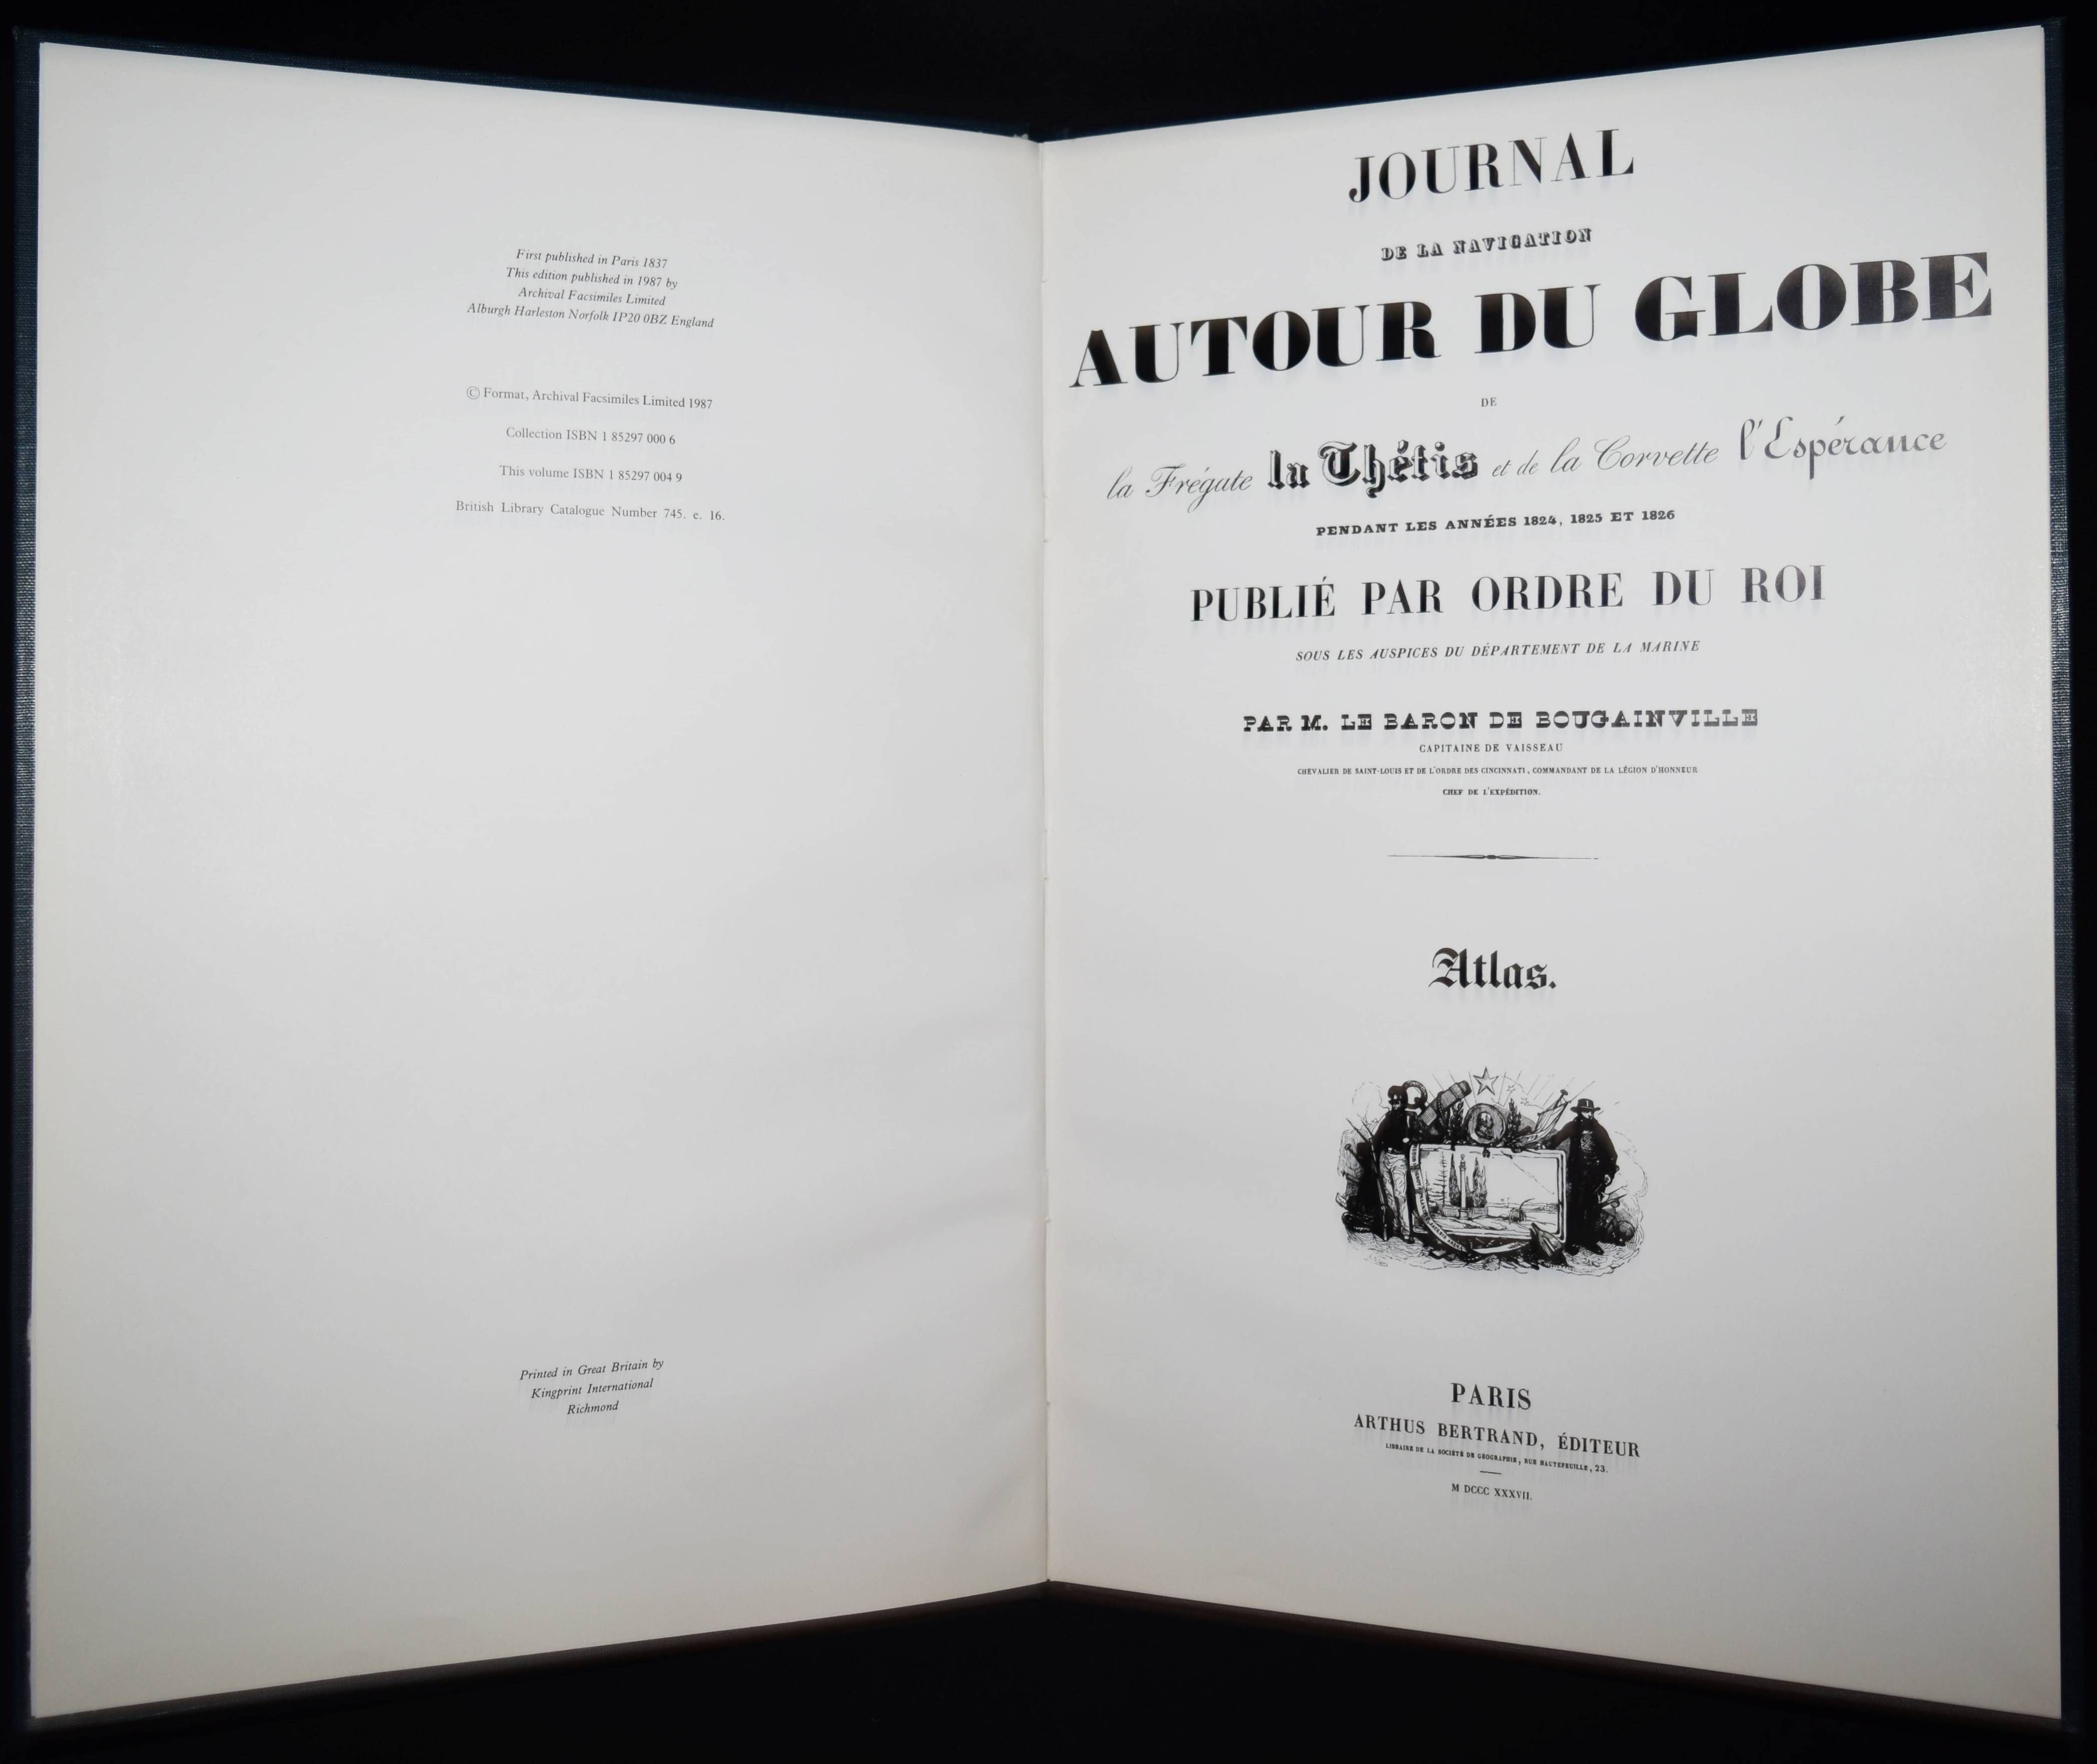 First published in Paris 1837
This edition published in 1987 by
Archival Facsimiles Limited
Alburgh Harleston Norfolk IP20 0BZ England
© Format, Archival Facsimiles Limited 1987
Collection ISBN 1 85297 000 6
This volume ISBN 1 85297 004 9
British Library Catalogue Number 745. e. 16.
Printed in Great Britain by
Kingprint International
Richmond
JOURNAL
DE LA NAVIGATION
AUTOUR DU GLOBE
DE
la Frégate la Thétis et de la Corvette l'Espérance
PENDANT LES ANNÉES 1824, 1825 ET 1826
PUBLIÉ PAR ORDRE DU ROI
SOUS LES AUSPICES DU DÉPARTEMENT DE LA MARINE
PAR M. LE BARON DE BOUGAINVILLE
CAPITAINE DE VAISSEAU
CHEVALIER DE SAINT-LOUIS ET DE L'ORDRE DES CINCINNATI, COMMANDANT DE LA LÉGION D'HONNEUR
CHEF DE L'EXPÉDITION.
Atlas.
PARIS
ARTHUS BERTRAND, ÉDITEUR
LIBRAIRE DE LA SOCIÉTÉ DE GÉOGRAPHIE, RUE HAUTEFEUILLE, 23.
M DCCC XXXVII.